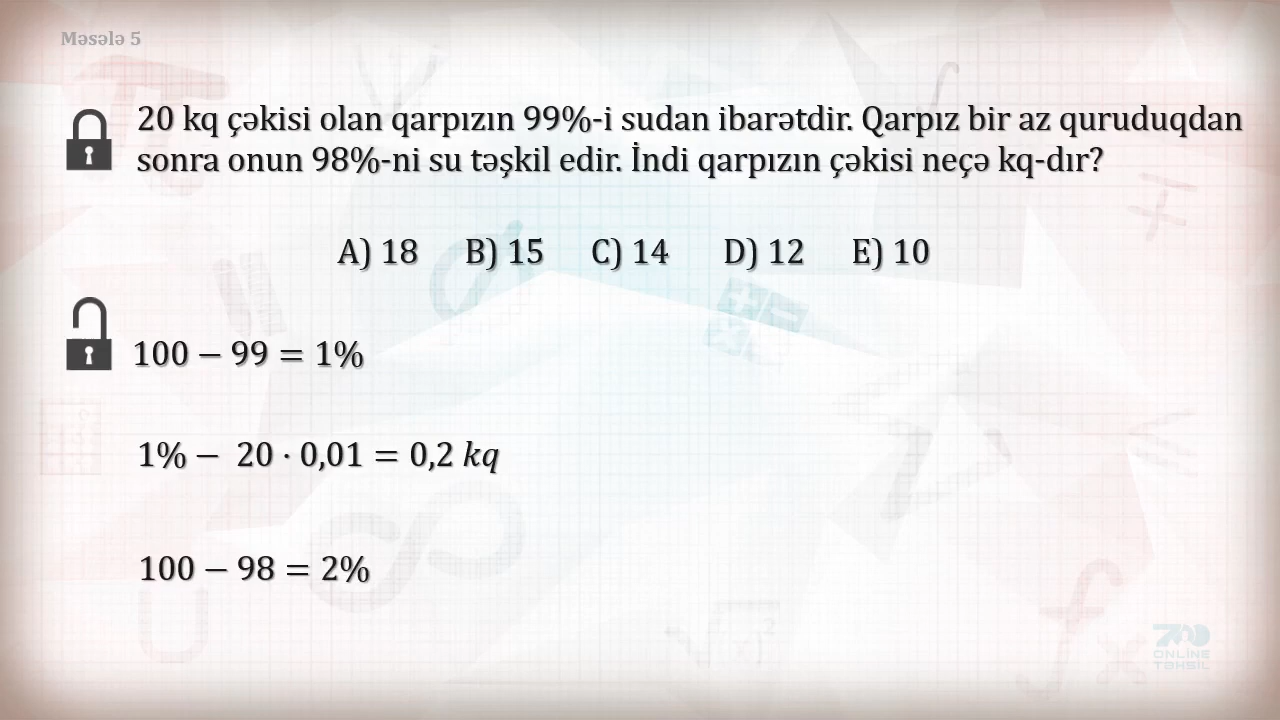 Məsələ 5
20 kq çəkisi olan qarpızın 99%-i sudan ibarətdir. Qarpız bir az quruduqdan
sonra onun 98%-ni su təşkil edir. İndi qarpızın çəkisi neçə kq-dır?
A) 18 B) 15 C) 14 D) 12 E) 10
100 − 99 = 1%
1% − 20 · 0,01 = 0,2 kq
100 − 98 = 2%
700
ONLINE
TƏHSİL